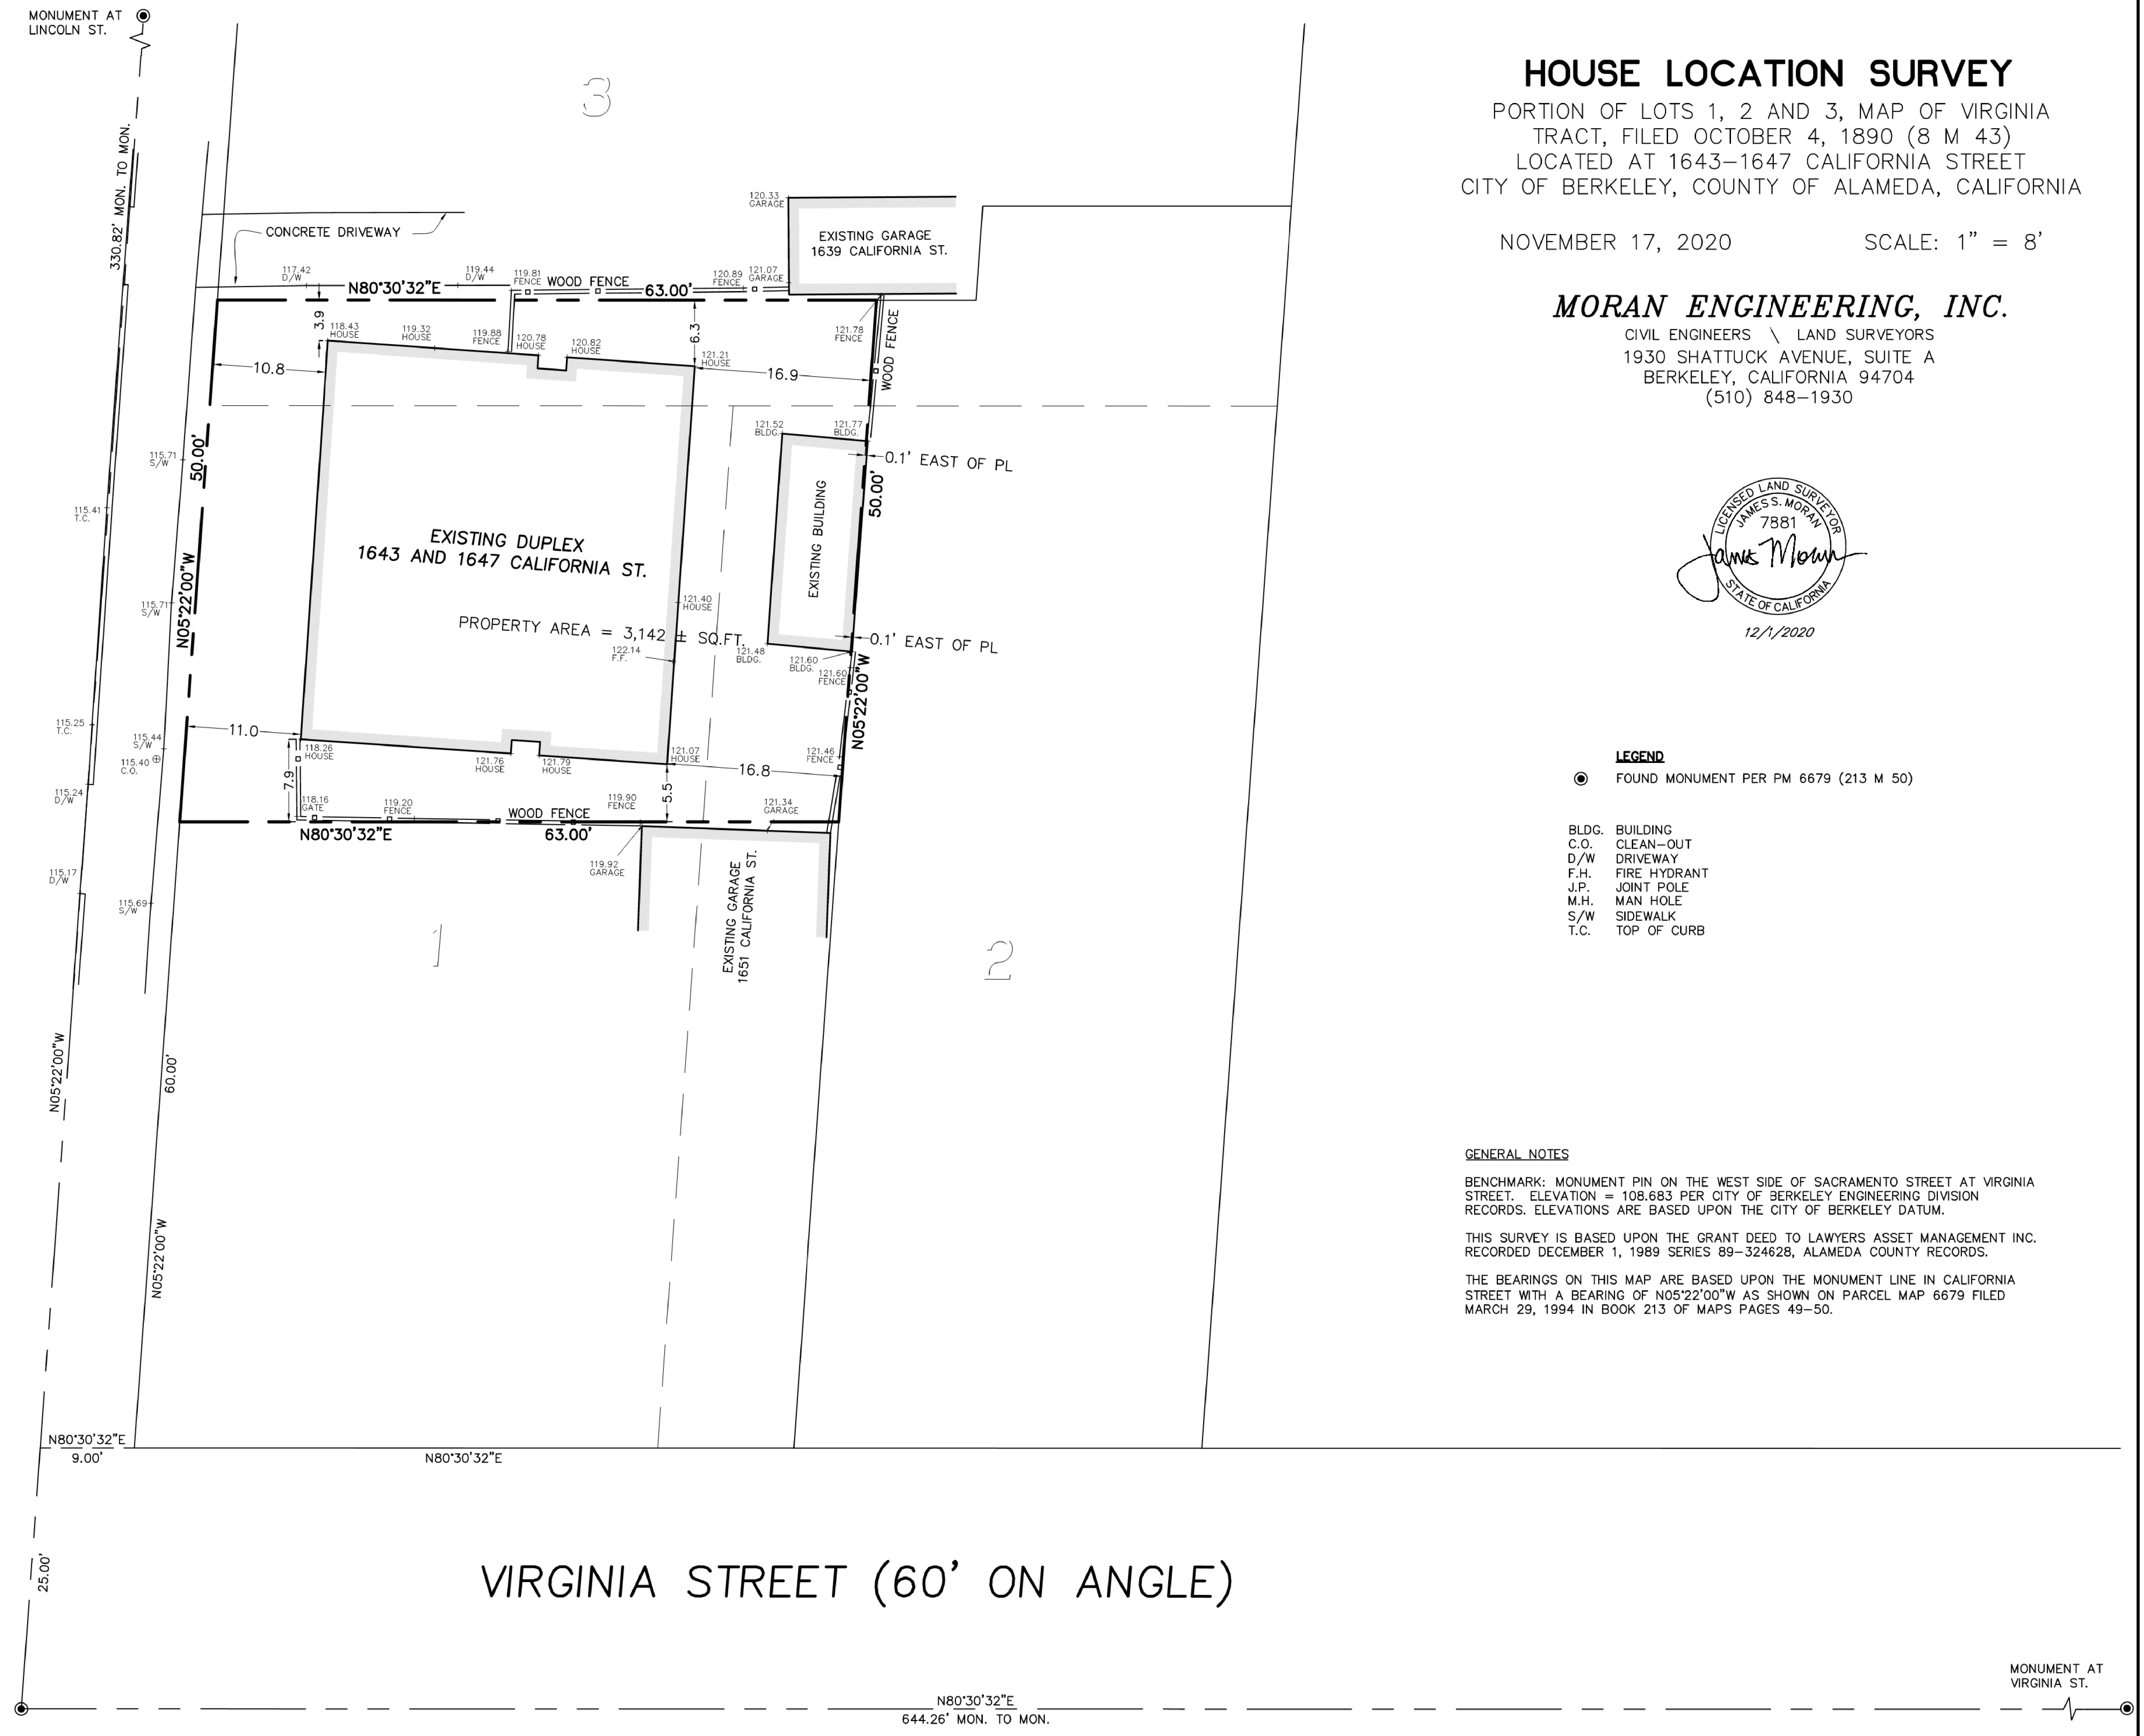 MONUMENT AT
LINCOLN ST.
330.82' MON. TO MON.
3
CONCRETE DRIVEWAY
120.33
GARAGE
EXISTING GARAGE
1639 CALIFORNIA ST.
117.42
D/W
119.44
D/W
119.81
FENCE
WOOD FENCE
120.89
FENCE
121.07
GARAGE
N80°30'32"E
63.00'
3.9
118.43
HOUSE
119.32
HOUSE
119.88
FENCE
120.78
HOUSE
120.82
HOUSE
6.3
121.21
HOUSE
121.78
FENCE
WOOD FENCE
10.8
16.9
121.52
BLDG.
121.77
BLDG.
0.1' EAST OF PL
50.00'
50.00'
115.71
S/W
115.41
T.C.
EXISTING DUPLEX
1643 AND 1647 CALIFORNIA ST.
EXISTING BUILDING
N05°22'00"W
115.71
S/W
121.40
HOUSE
PROPERTY AREA = 3,142 ± SQ.FT.
122.14
F.F.
121.48
BLDG.
121.60
BLDG.
121.60
FENCE
0.1' EAST OF PL
N05°22'00"W
115.25
T.C.
115.44
S/W
115.40
C.O.
11.0
118.26
HOUSE
121.76
HOUSE
121.79
HOUSE
121.07
HOUSE
121.46
FENCE
16.8
7.9
5.5
115.24
D/W
118.16
GATE
119.20
FENCE
WOOD FENCE
119.90
FENCE
121.34
GARAGE
N80°30'32"E
63.00'
119.92
GARAGE
EXISTING GARAGE
1651 CALIFORNIA ST.
115.17
D/W
115.69
S/W
1
2
N05°22'00"W
60.00'
N05°22'00"W
N80°30'32"E
9.00'
N80°30'32"E
25.00'
VIRGINIA STREET (60' ON ANGLE)
N80°30'32"E
644.26' MON. TO MON.
MONUMENT AT
VIRGINIA ST.
HOUSE LOCATION SURVEY
PORTION OF LOTS 1, 2 AND 3, MAP OF VIRGINIA
TRACT, FILED OCTOBER 4, 1890 (8 M 43)
LOCATED AT 1643-1647 CALIFORNIA STREET
CITY OF BERKELEY, COUNTY OF ALAMEDA, CALIFORNIA
NOVEMBER 17, 2020 SCALE: 1" = 8'
MORAN ENGINEERING, INC.
CIVIL ENGINEERS \ LAND SURVEYORS
1930 SHATTUCK AVENUE, SUITE A
BERKELEY, CALIFORNIA 94704
(510) 848-1930
LICENSED LAND SURVEYOR
JAMES S. MORAN
7881
James Moran
STATE OF CALIFORNIA
12/1/2020
LEGEND
FOUND MONUMENT PER PM 6679 (213 M 50)
BLDG. BUILDING
C.O. CLEAN-OUT
D/W DRIVEWAY
F.H. FIRE HYDRANT
J.P. JOINT POLE
M.H. MAN HOLE
S/W SIDEWALK
T.C. TOP OF CURB
GENERAL NOTES
BENCHMARK: MONUMENT PIN ON THE WEST SIDE OF SACRAMENTO STREET AT VIRGINIA
STREET. ELEVATION = 108.683 PER CITY OF BERKELEY ENGINEERING DIVISION
RECORDS. ELEVATIONS ARE BASED UPON THE CITY OF BERKELEY DATUM.
THIS SURVEY IS BASED UPON THE GRANT DEED TO LAWYERS ASSET MANAGEMENT INC.
RECORDED DECEMBER 1, 1989 SERIES 89-324628, ALAMEDA COUNTY RECORDS.
THE BEARINGS ON THIS MAP ARE BASED UPON THE MONUMENT LINE IN CALIFORNIA
STREET WITH A BEARING OF N05°22'00"W AS SHOWN ON PARCEL MAP 6679 FILED
MARCH 29, 1994 IN BOOK 213 OF MAPS PAGES 49-50.